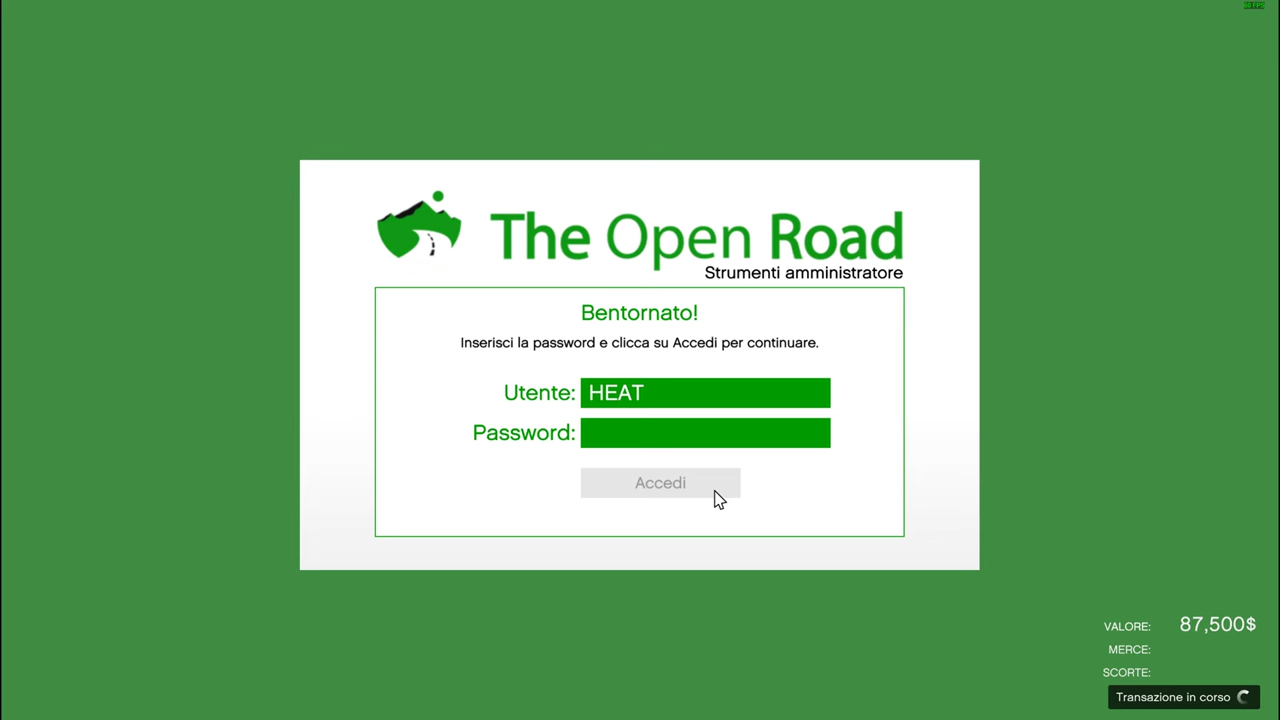 The Open Road
Strumenti amministratore
Bentornato!
Inserisci la password e clicca su Accedi per continuare.
Utente: HEAT
Password:
Accedi
VALORE: 87,500$
MERCE:
SCORTE:
Transazione in corso